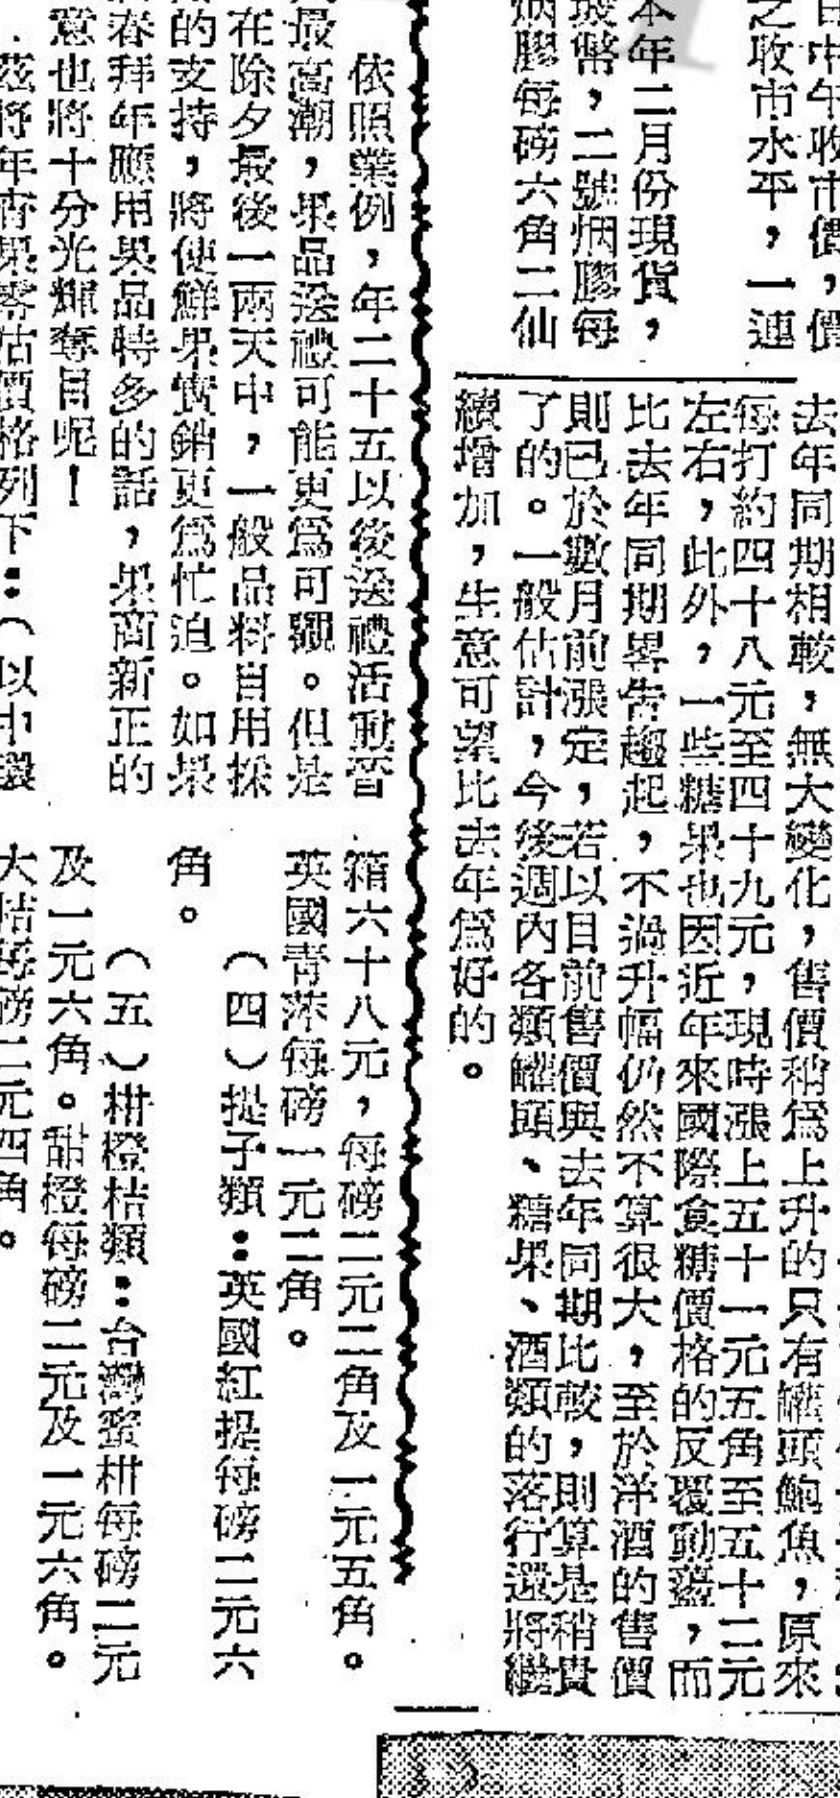 日中午收市價，價
之收市水平，一連
本年二月份現貨，
坡幣，二號烟膠每
烟膠每磅六角二仙
去年同期相較，無大變化，售價稍爲上升的只有罐頭鮑魚，原來
每打約四十八元至四十九元，現時漲上五十一元五角至五十二元
左右，此外，一些糖果也因近年來國際食糖價格的反覆動盪，而
比去年同期畧告趨起，不過升幅仍然不算很大，至於洋酒的售價
則已於數月前漲定，若以目前售價與去年同期比較，則算是稍貴
了的。一般估計，今後週內各類罐頭、糖果、酒類的落行還將繼
續增加，生意可望比去年爲好的。
依照業例，年二十五以後送禮活動晉
最高潮，果品送禮可能更爲可觀。但是
在除夕最後一兩天中，一般品料自用採
的支持，將使鮮果實銷更爲忙迫。如果
春拜年應用果品特多的話，果商新正的
意也將十分光輝奪目呢！
茲將年宵果零沽價格列下：（以中環
箱六十八元，每磅二元二角及一元五角。
英國青苹每磅一元二角。
（四）提子類：英國紅提每磅二元六
角。
（五）柑橙桔類：台灣蜜柑每磅二元
及一元六角。甜橙每磅二元及一元六角。
大桔每磅二元四角。